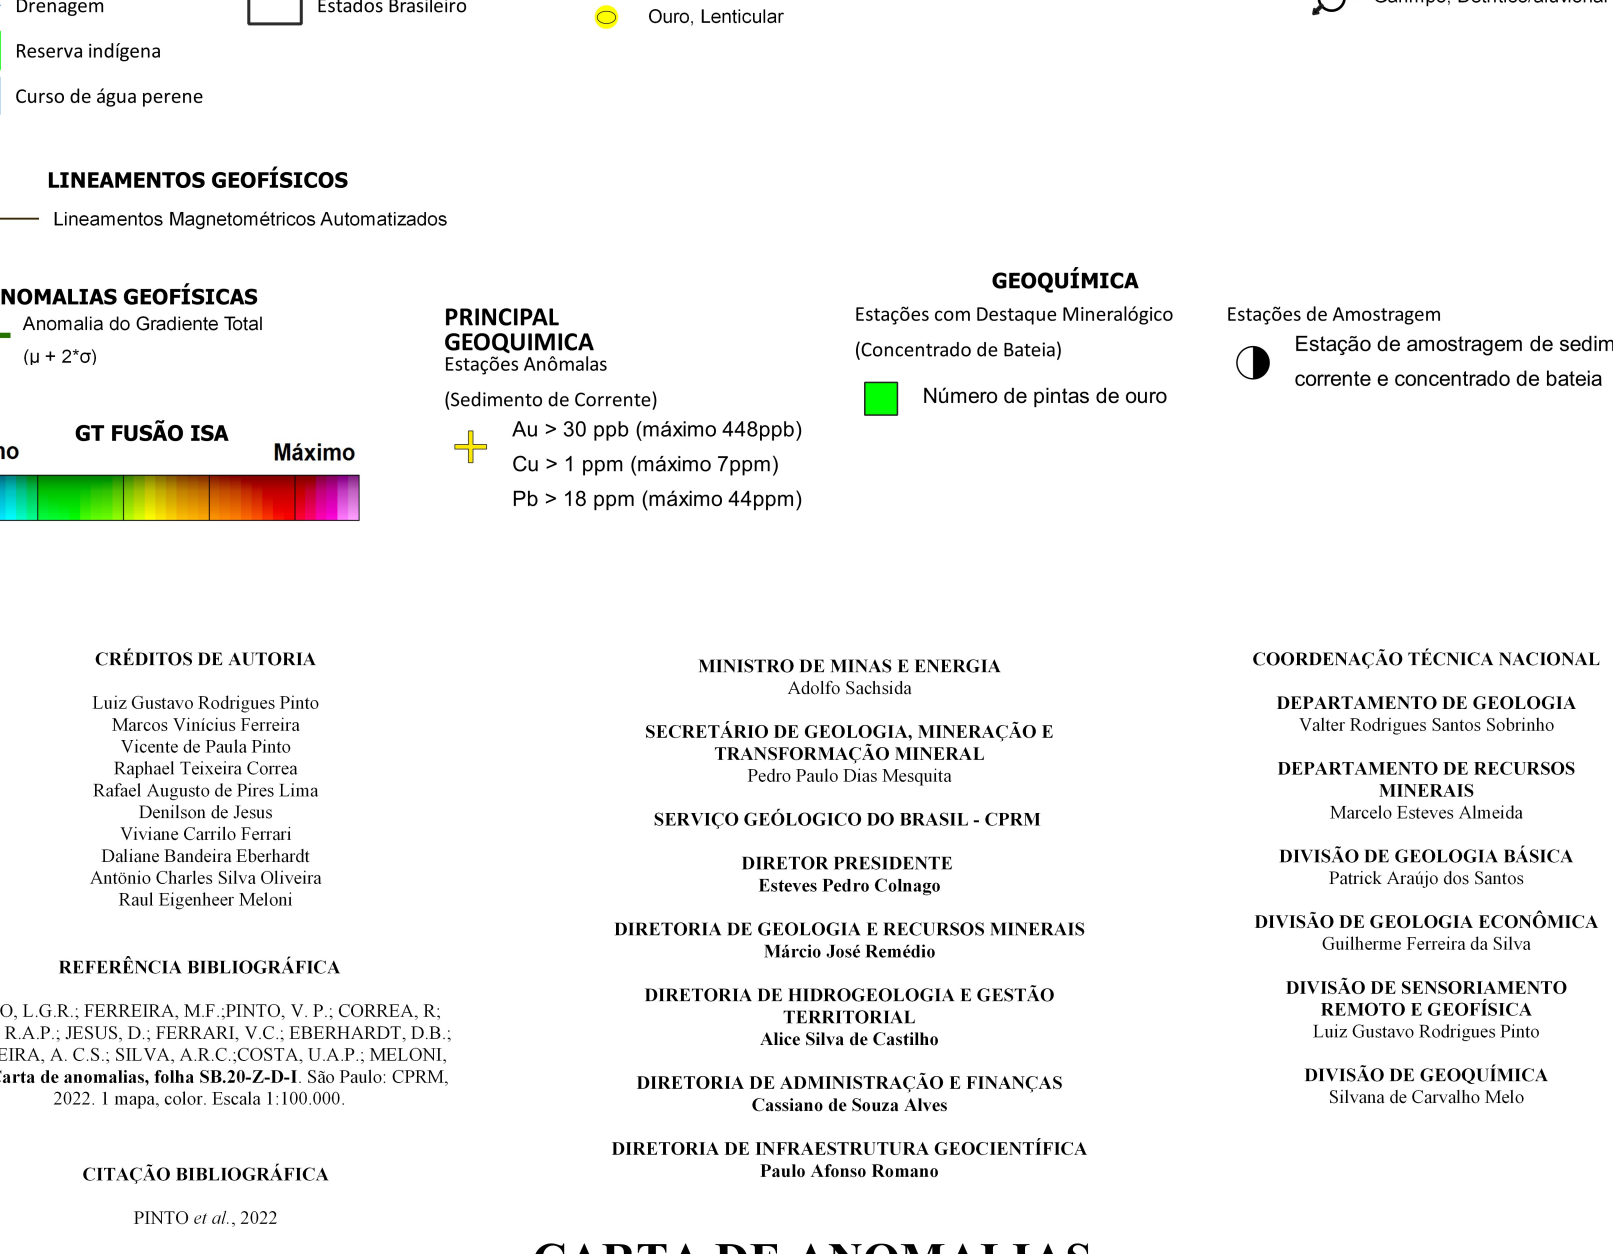 Drenagem
Estados Brasileiro
Ouro, Lenticular
Reserva indígena
Curso de água perene
LINEAMENTOS GEOFÍSICOS
Lineamentos Magnetométricos Automatizados
NOMALIAS GEOFÍSICAS
Anomalia do Gradiente Total
(μ + 2*σ)
GT FUSÃO ISA
no Máximo
PRINCIPAL
GEOQUIMICA
Estações Anômalas
(Sedimento de Corrente)
Au > 30 ppb (máximo 448ppb)
Cu > 1 ppm (máximo 7ppm)
Pb > 18 ppm (máximo 44ppm)
GEOQUÍMICA
Estações com Destaque Mineralógico
(Concentrado de Bateia)
Número de pintas de ouro
Estações de Amostragem
Estação de amostragem de sedim
corrente e concentrado de bateia
CRÉDITOS DE AUTORIA
Luiz Gustavo Rodrigues Pinto
Marcos Vinícius Ferreira
Vicente de Paula Pinto
Raphael Teixeira Correa
Rafael Augusto de Pires Lima
Denilson de Jesus
Viviane Carrilo Ferrari
Daliane Bandeira Eberhardt
Antönio Charles Silva Oliveira
Raul Eigenheer Meloni
REFERÊNCIA BIBLIOGRÁFICA
O, L.G.R.; FERREIRA, M.F.;PINTO, V. P.; CORREA, R;
R.A.P.; JESUS, D.; FERRARI, V.C.; EBERHARDT, D.B.;
EIRA, A. C.S.; SILVA, A.R.C.;COSTA, U.A.P.; MELONI,
arta de anomalias, folha SB.20-Z-D-I. São Paulo: CPRM,
2022. 1 mapa, color. Escala 1:100.000.
CITAÇÃO BIBLIOGRÁFICA
PINTO et al., 2022
MINISTRO DE MINAS E ENERGIA
Adolfo Sachsida
SECRETÁRIO DE GEOLOGIA, MINERAÇÃO E
TRANSFORMAÇÃO MINERAL
Pedro Paulo Dias Mesquita
SERVIÇO GEÓLOGICO DO BRASIL - CPRM
DIRETOR PRESIDENTE
Esteves Pedro Colnago
DIRETORIA DE GEOLOGIA E RECURSOS MINERAIS
Márcio José Remédio
DIRETORIA DE HIDROGEOLOGIA E GESTÃO
TERRITORIAL
Alice Silva de Castilho
DIRETORIA DE ADMINISTRAÇÃO E FINANÇAS
Cassiano de Souza Alves
DIRETORIA DE INFRAESTRUTURA GEOCIENTÍFICA
Paulo Afonso Romano
COORDENAÇÃO TÉCNICA NACIONAL
DEPARTAMENTO DE GEOLOGIA
Valter Rodrigues Santos Sobrinho
DEPARTAMENTO DE RECURSOS
MINERAIS
Marcelo Esteves Almeida
DIVISÃO DE GEOLOGIA BÁSICA
Patrick Araújo dos Santos
DIVISÃO DE GEOLOGIA ECONÔMICA
Guilherme Ferreira da Silva
DIVISÃO DE SENSORIAMENTO
REMOTO E GEOFÍSICA
Luiz Gustavo Rodrigues Pinto
DIVISÃO DE GEOQUÍMICA
Silvana de Carvalho Melo
CARTA DE ANOMALIAS